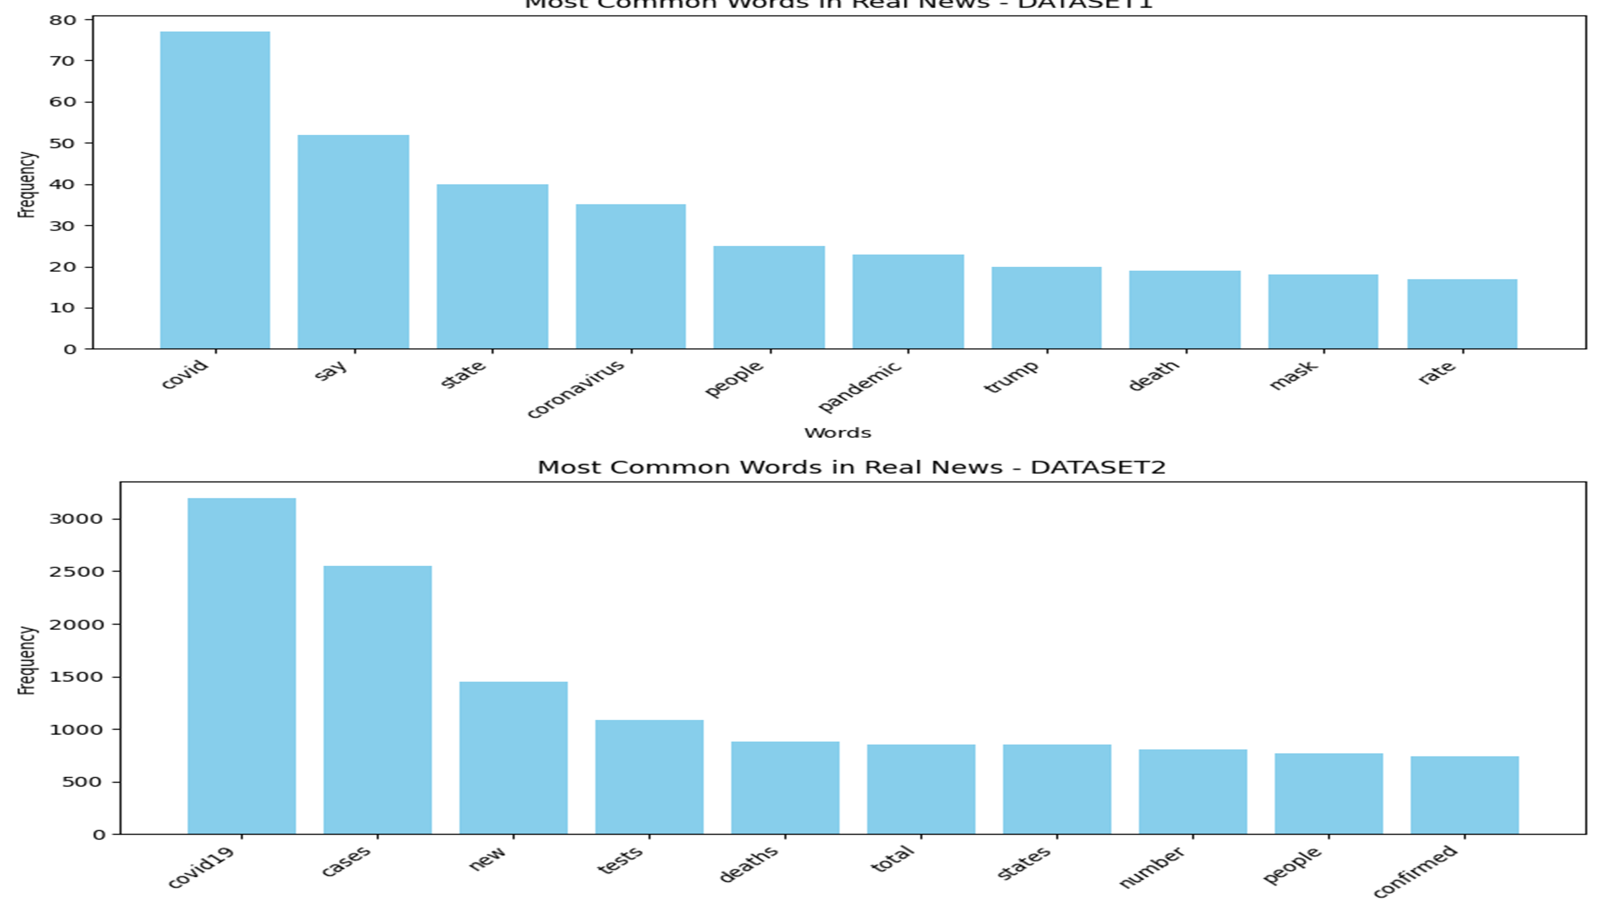 Most Common Words in Real News - DATASET1
Frequency
80
70
60
50
40
30
20
10
0
covid say state coronavirus people pandemic trump death mask rate
Words
Most Common Words in Real News - DATASET2
Frequency
3000
2500
2000
1500
1000
500
0
covid19 cases new tests deaths total states number people confirmed